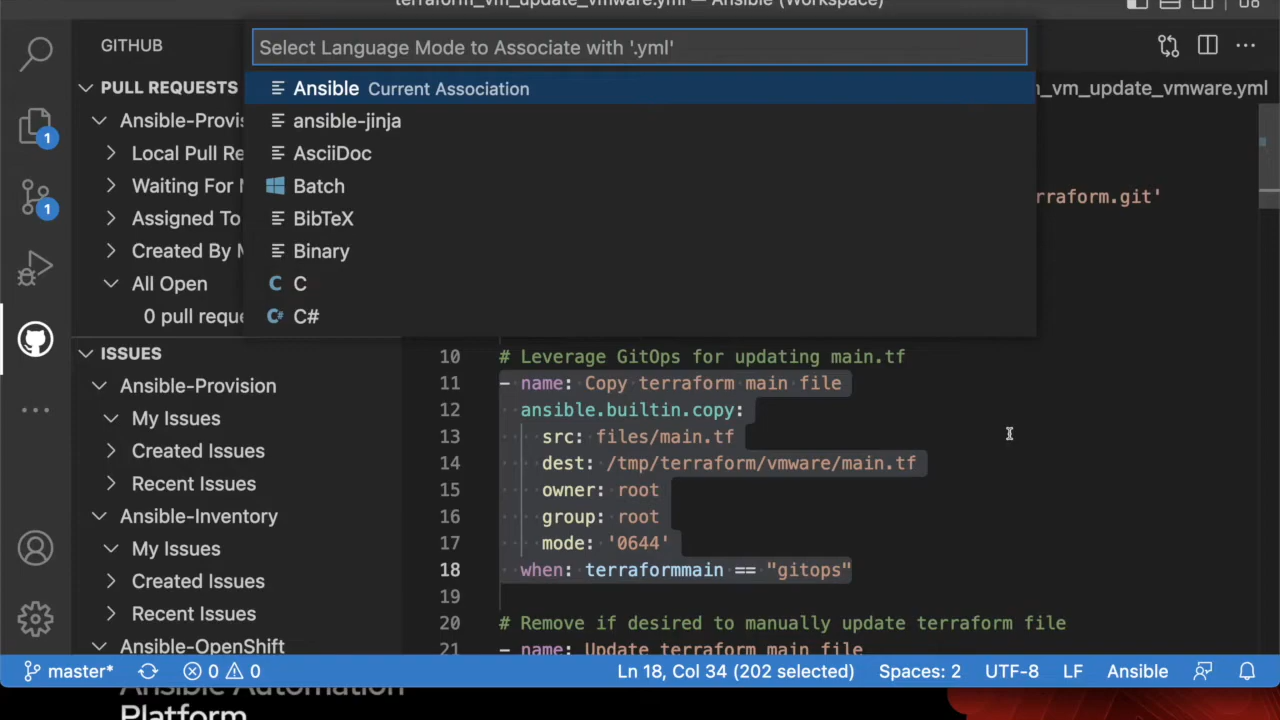 terraform_vm_update_vmware.yml — Ansible (Workspace)
GITHUB
PULL REQUESTS
Ansible-Provis
Local Pull Re
Waiting For
Assigned To
Created By
All Open
0 pull reque
ISSUES
Ansible-Provision
My Issues
Created Issues
Recent Issues
Ansible-Inventory
My Issues
Created Issues
Recent Issues
Ansible-OpenShift
1
1
Select Language Mode to Associate with '.yml'
Ansible Current Association
ansible-jinja
AsciiDoc
Batch
BibTeX
Binary
C
C#
_vm_update_vmware.yml
rraform.git'
10 # Leverage GitOps for updating main.tf
11 - name: Copy terraform main file
12 ansible.builtin.copy:
13 src: files/main.tf
14 dest: /tmp/terraform/vmware/main.tf
15 owner: root
16 group: root
17 mode: '0644'
18 when: terraformmain == "gitops"
19
20 # Remove if desired to manually update terraform file
21 - name: Update terraform main file
master* 0 0 Ln 18, Col 34 (202 selected) Spaces: 2 UTF-8 LF Ansible
Ansible Automation
Platform